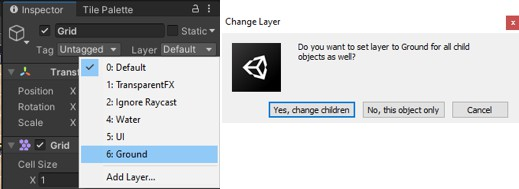 Inspector
Tile Palette
Grid
Static
Tag Untagged Layer Default
0: Default
1: TransparentFX
2: Ignore Raycast
4: Water
5: UI
6: Ground
Add Layer...
Transf
Position X
Rotation X
Scale X
Grid
Cell Size
X 1
Change Layer
x
Do you want to set layer to Ground for all child
objects as well?
Yes, change children
No, this object only
Cancel